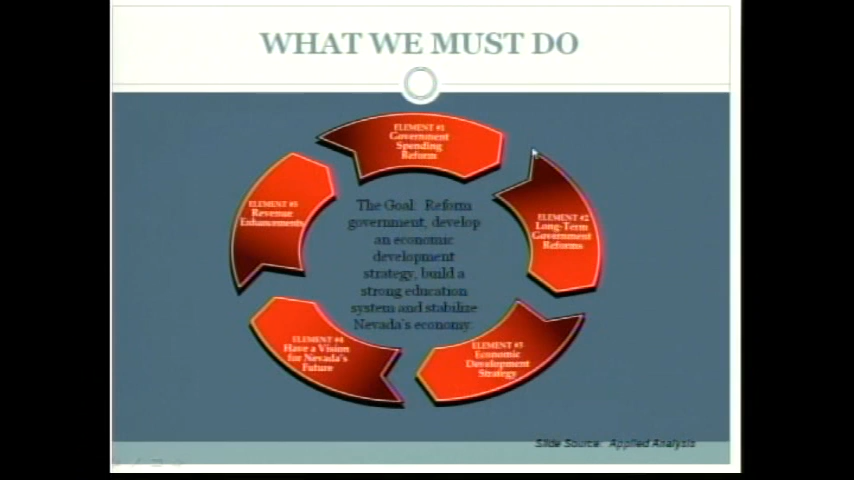 WHAT WE MUST DO
ELEMENT #1
Government
Spending
Reform
ELEMENT #2
Long-Term
Government
Reforms
ELEMENT #3
Economic
Development
Strategy
ELEMENT #4
Have a Vision
for Nevada's
Future
ELEMENT #5
Revenue
Enhancements
The Goal: Reform
government, develop
an economic
development
strategy, build a
strong education
system and stabilize
Nevada's economy.
Slide Source: Applied Analysis